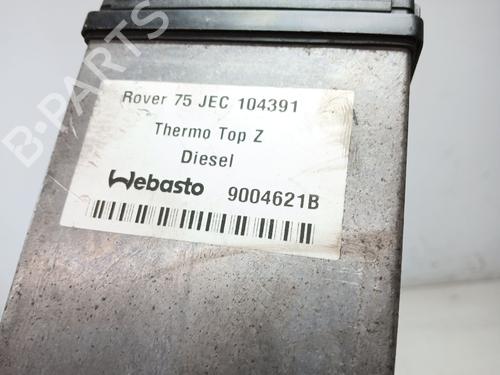 B-PARTS
Rover 75 JEC 104391
Thermo Top Z
Diesel
Webasto 9004621B